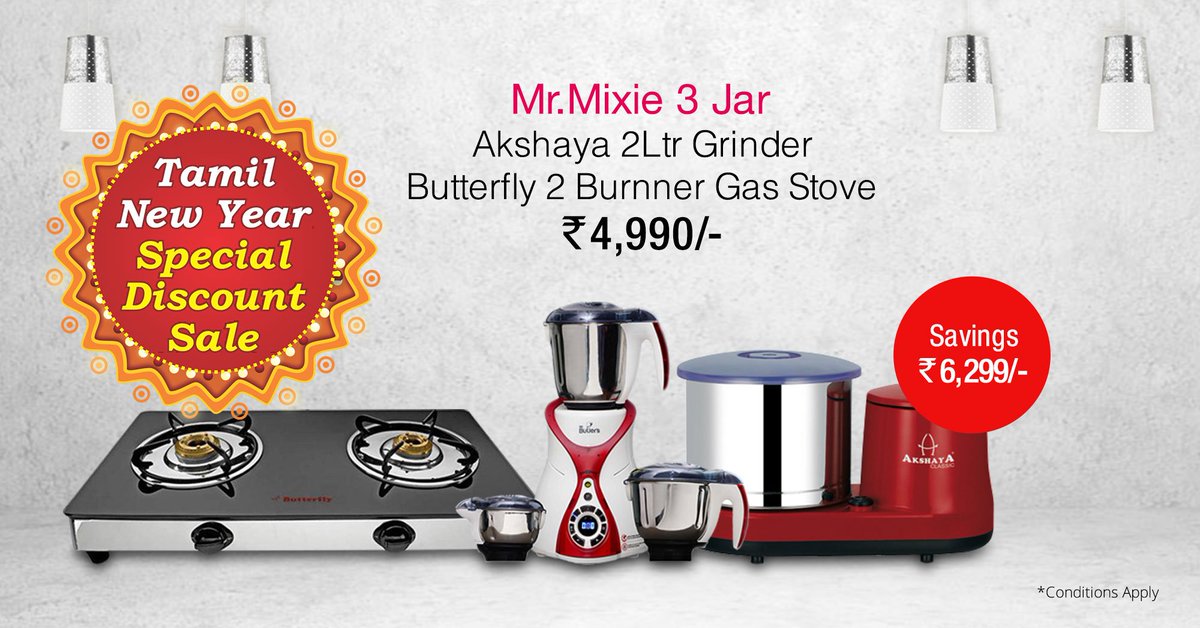 Tamil
New Year
Special
Discount
Sale
Mr.Mixie 3 Jar
Akshaya 2Ltr Grinder
Butterfly 2 Burnner Gas Stove
₹4,990/-
Savings
₹6,299/-
Butterfly
Butlers
AKSHAYA
CLASSIC
*Conditions Apply